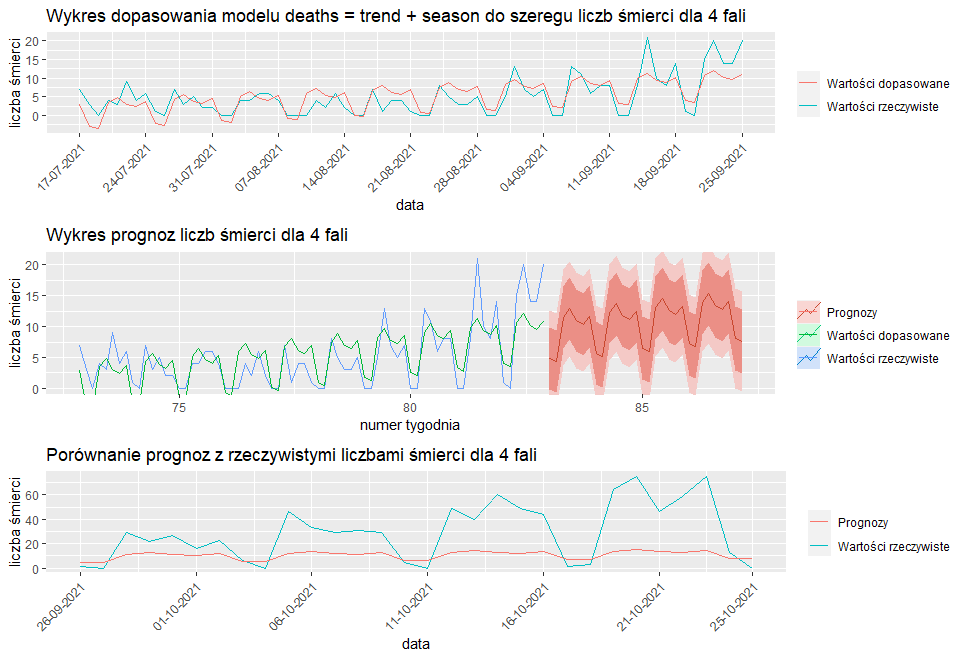 Wykres dopasowania modelu deaths = trend + season do szeregu liczb śmierci dla 4 fali
liczba śmierci
20
15
10
5
0
17-07-2021
24-07-2021
31-07-2021
07-08-2021
14-08-2021
21-08-2021
28-08-2021
04-09-2021
11-09-2021
18-09-2021
25-09-2021
data
Wartości dopasowane
Wartości rzeczywiste
Wykres prognoz liczb śmierci dla 4 fali
liczba śmierci
20
15
10
5
0
75
80
85
numer tygodnia
Prognozy
Wartości dopasowane
Wartości rzeczywiste
Porównanie prognoz z rzeczywistymi liczbami śmierci dla 4 fali
liczba śmierci
60
40
20
0
26-09-2021
01-10-2021
06-10-2021
11-10-2021
16-10-2021
21-10-2021
25-10-2021
data
Prognozy
Wartości rzeczywiste